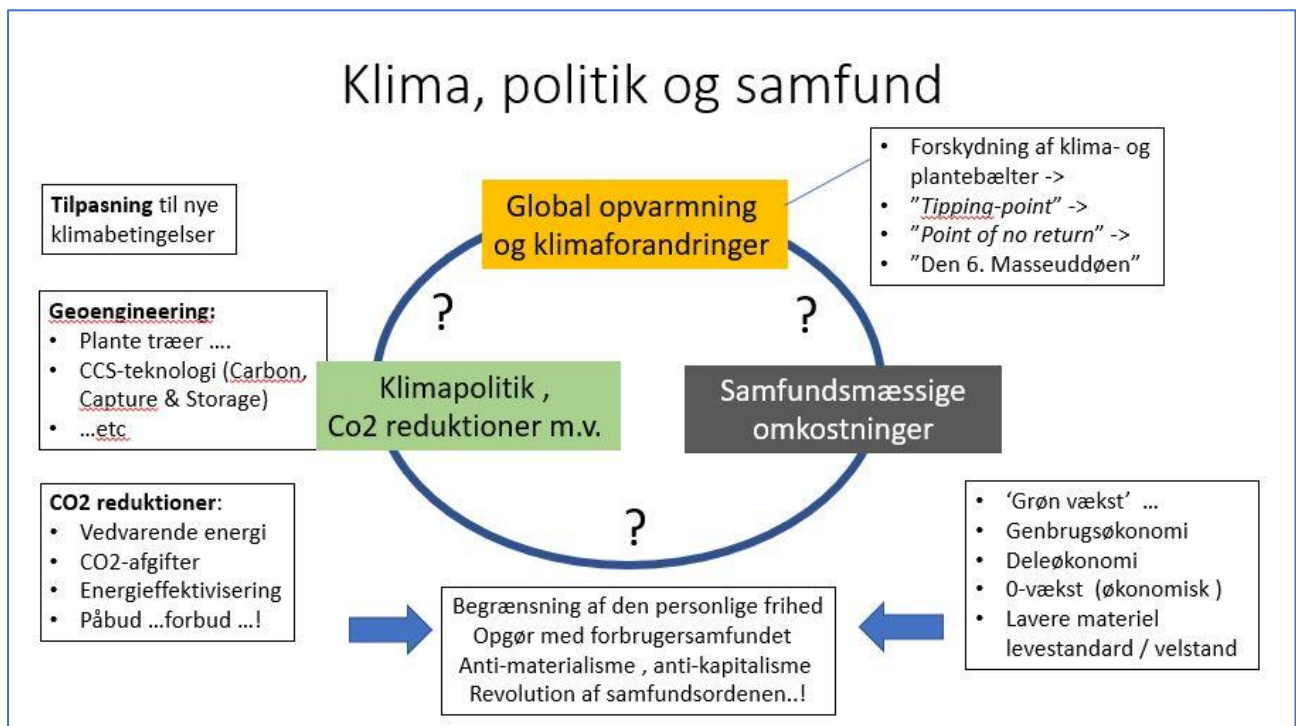 Klima, politik og samfund
• Forskydning af klima- og
plantebælter ->
• ”Tipping-point” ->
• ”Point of no return” ->
• ”Den 6. Masseuddøen”
Tilpasning til nye
klimabetingelser
Global opvarmning
og klimaforandringer
?
?
Geoengineering:
• Plante træer ....
• CCS-teknologi (Carbon,
Capture & Storage)
• ...etc
Klimapolitik ,
Co2 reduktioner m.v.
Samfundsmæssige
omkostninger
?
CO2 reduktioner:
• Vedvarende energi
• CO2-afgifter
• Energieffektivisering
• Påbud ...forbud ...!
Begrænsning af den personlige frihed
Opgør med forbrugersamfundet
Anti-materialisme , anti-kapitalisme
Revolution af samfundsordenen..!
• ‘Grøn vækst’ ...
• Genbrugsøkonomi
• Deleøkonomi
• 0-vækst (økonomisk )
• Lavere materiel
levestandard / velstand